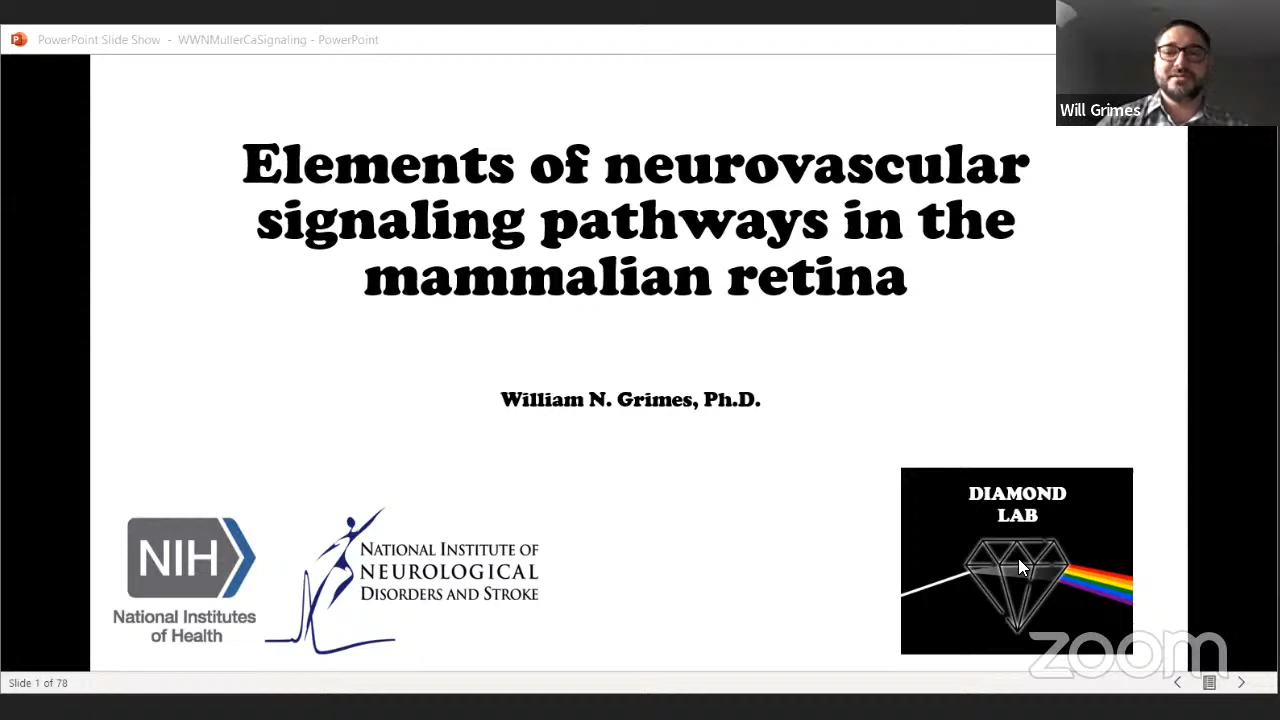 PowerPoint Slide Show - WWNMullerCaSignaling - PowerPoint
Will Grimes
Elements of neurovascular
signaling pathways in the
mammalian retina
William N. Grimes, Ph.D.
DIAMOND
LAB
NIH
National Institutes
of Health
NATIONAL INSTITUTE OF
NEUROLOGICAL
DISORDERS AND STROKE
zoom
Slide 1 of 78